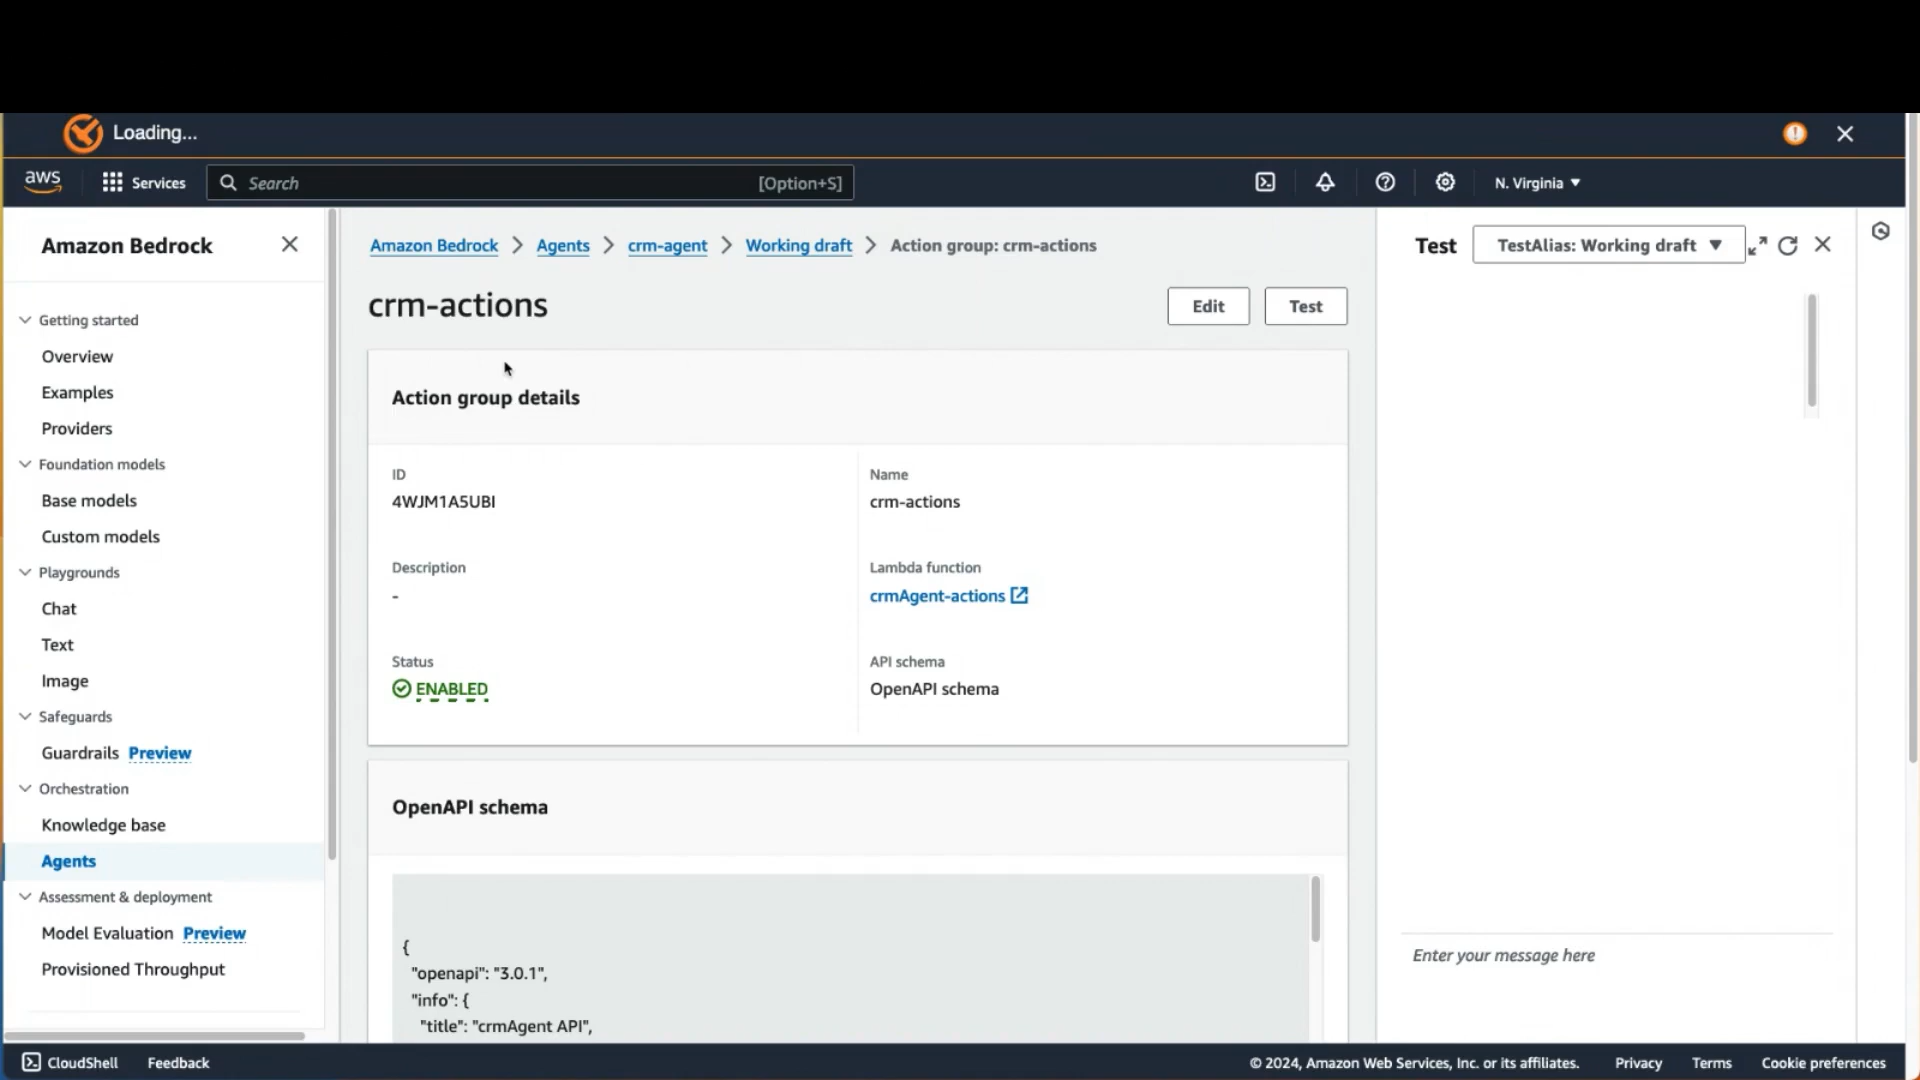 Loading...
aws Services Search [Option+S] N. Virginia
Amazon Bedrock
Getting started
Overview
Examples
Providers
Foundation models
Base models
Custom models
Playgrounds
Chat
Text
Image
Safeguards
Guardrails Preview
Orchestration
Knowledge base
Agents
Assessment & deployment
Model Evaluation Preview
Provisioned Throughput
Amazon Bedrock > Agents > crm-agent > Working draft > Action group: crm-actions
crm-actions
Edit Test
Action group details
ID
4WJM1A5UBI
Name
crm-actions
Description
-
Lambda function
crmAgent-actions
Status
ENABLED
API schema
OpenAPI schema
OpenAPI schema
{
"openapi": "3.0.1",
"info": {
"title": "crmAgent API",
Test TestAlias: Working draft
Enter your message here
CloudShell Feedback © 2024, Amazon Web Services, Inc. or its affiliates. Privacy Terms Cookie preferences